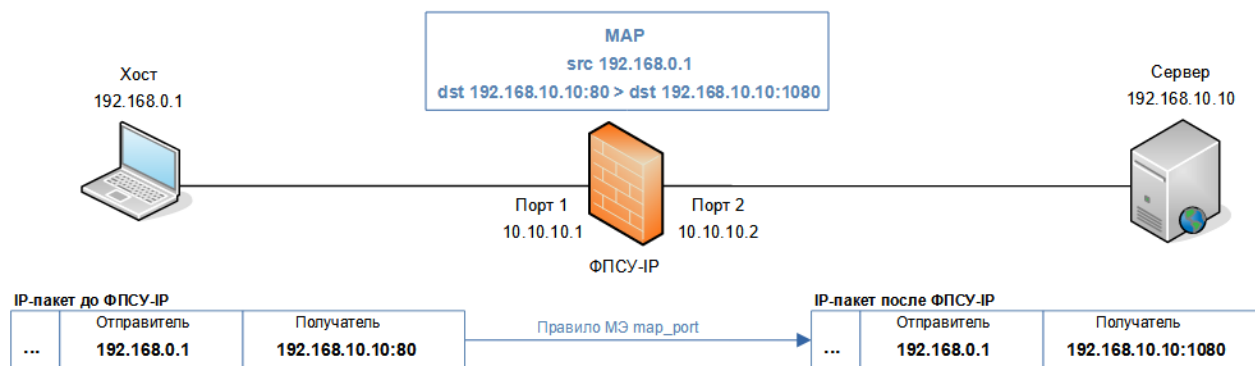 MAP
src 192.168.0.1
dst 192.168.10.10:80 > dst 192.168.10.10:1080
Хост
192.168.0.1
Сервер
192.168.10.10
Порт 1
10.10.10.1
Порт 2
10.10.10.2
ФПСУ-IP
IP-пакет до ФПСУ-IP
... Отправитель Получатель
192.168.0.1 192.168.10.10:80
Правило МЭ map_port
IP-пакет после ФПСУ-IP
... Отправитель Получатель
192.168.0.1 192.168.10.10:1080